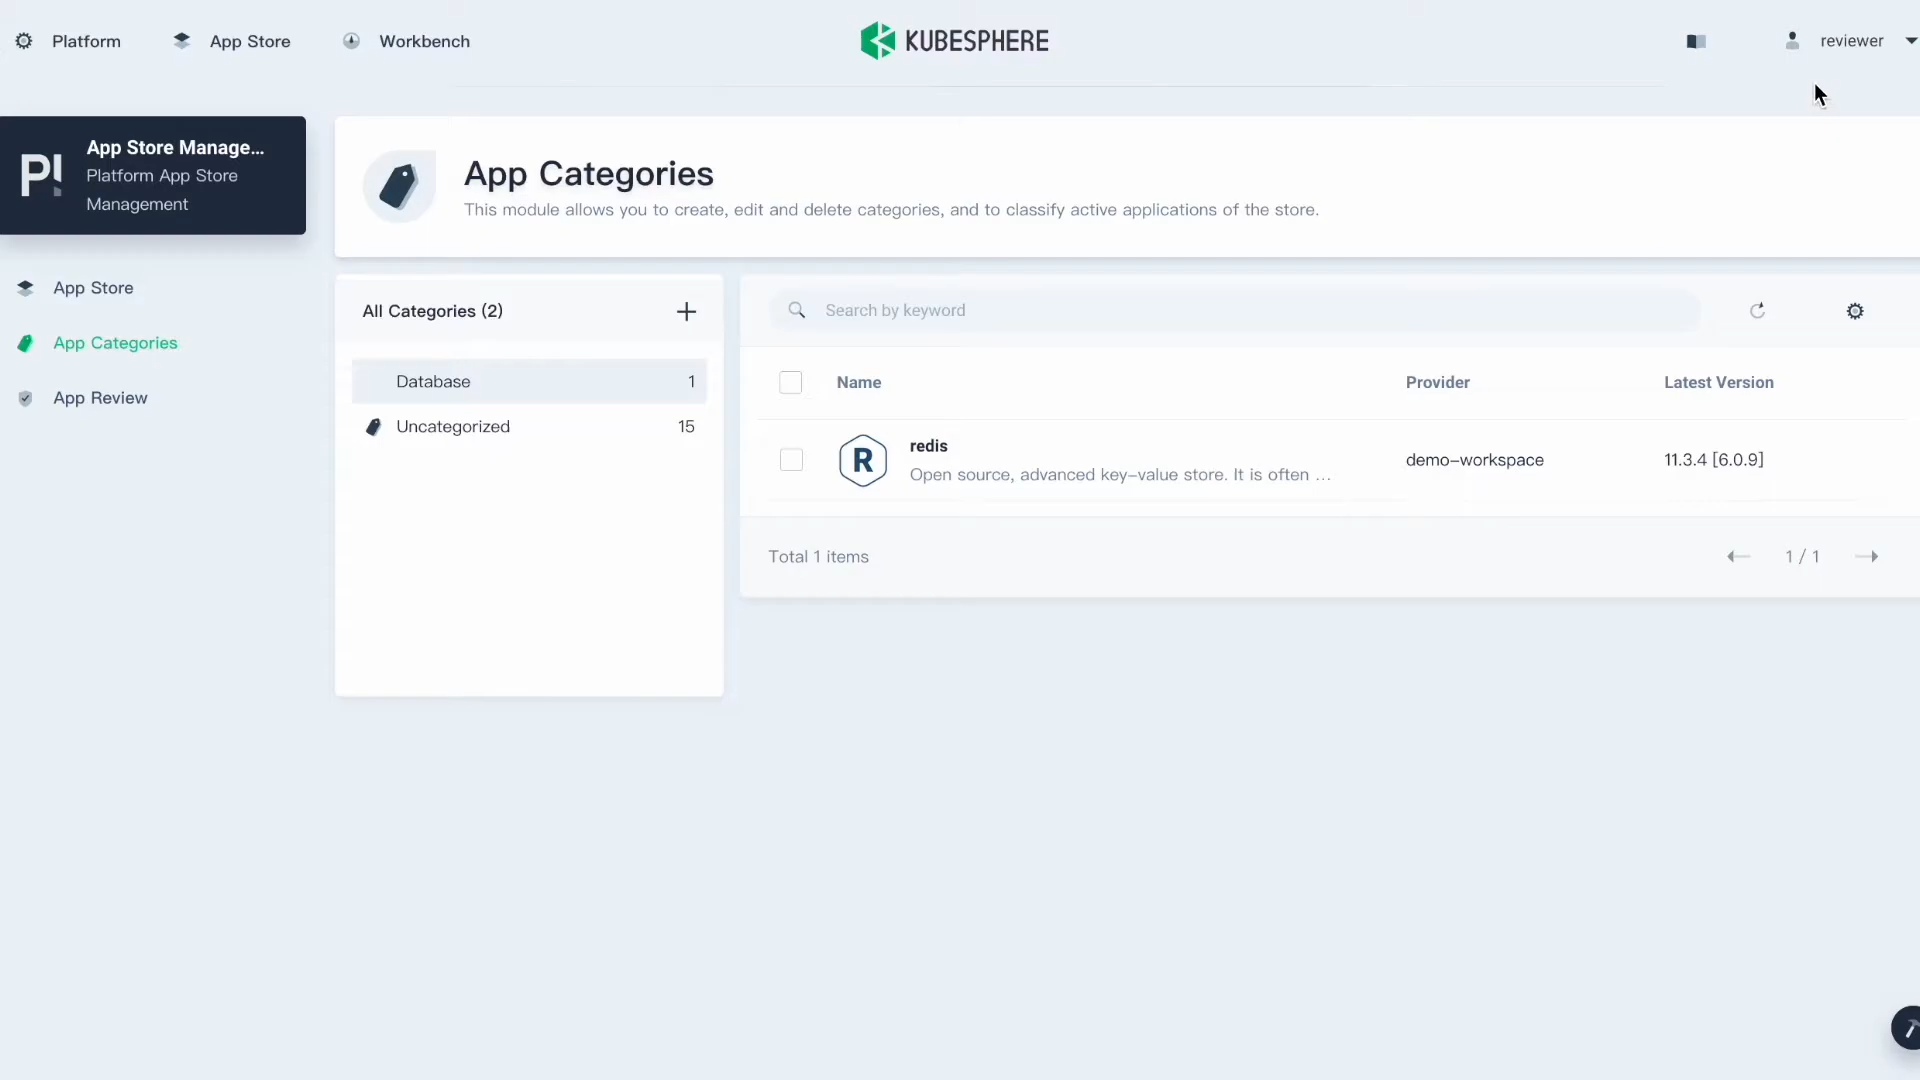 Platform
App Store
Workbench
KUBESPHERE
reviewer
App Store Manage...
Platform App Store
Management
App Store
App Categories
App Review
App Categories
This module allows you to create, edit and delete categories, and to classify active applications of the store.
All Categories (2)
Database 1
Uncategorized 15
Search by keyword
Name Provider Latest Version
R
redis
Open source, advanced key-value store. It is often ...
demo-workspace
11.3.4 [6.0.9]
Total 1 items
1 / 1